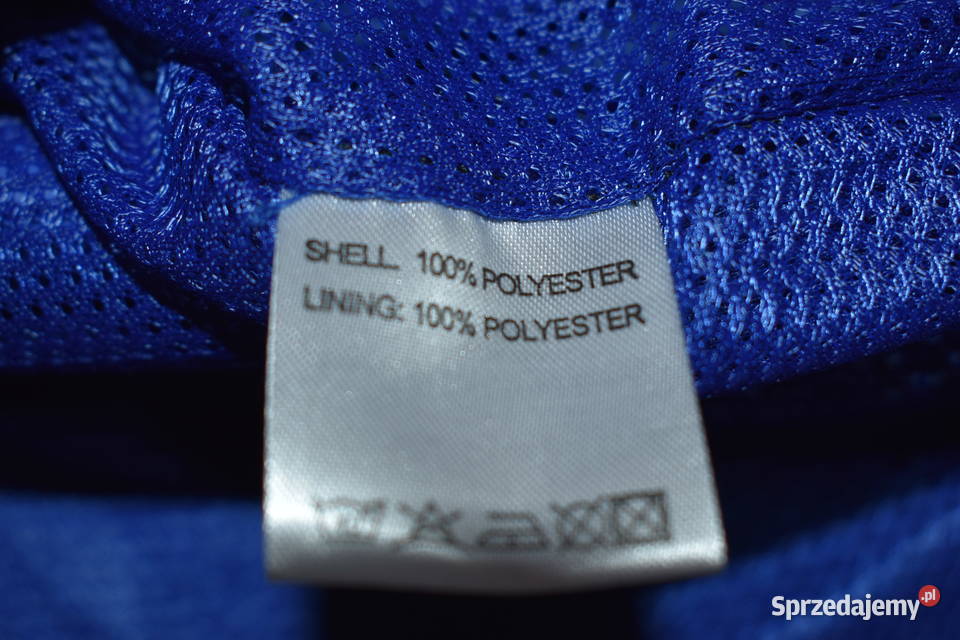 SHELL. 100% POLYESTER
LINING: 100% POLYESTER
Sprzedajemy.pl